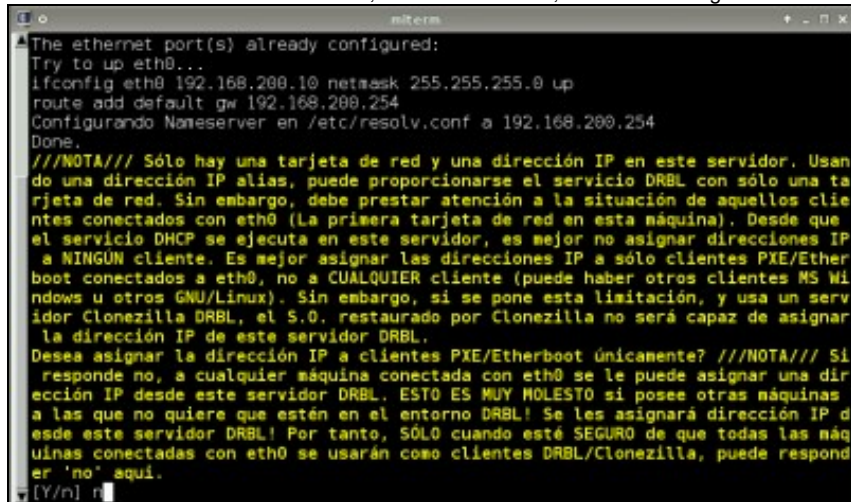 mlterm
The ethernet port(s) already configured:
Try to up eth0...
ifconfig eth0 192.168.200.10 netmask 255.255.255.0 up
route add default gw 192.168.200.254
Configurando Nameserver en /etc/resolv.conf a 192.168.200.254
Done.
///NOTA/// Sólo hay una tarjeta de red y una dirección IP en este servidor. Usan
do una dirección IP alias, puede proporcionarse el servicio DRBL con sólo una ta
rjeta de red. Sin embargo, debe prestar atención a la situación de aquellos clie
ntes conectados con eth0 (La primera tarjeta de red en esta máquina). Desde que
el servicio DHCP se ejecuta en este servidor, es mejor no asignar direcciones IP
a NINGÚN cliente. Es mejor asignar las direcciones IP a sólo clientes PXE/Ether
boot conectados a eth0, no a CUALQUIER cliente (puede haber otros clientes MS Wi
ndows u otros GNU/Linux). Sin embargo, si se pone esta limitación, y usa un serv
idor Clonezilla DRBL, el S.O. restaurado por Clonezilla no será capaz de asignar
la dirección IP de este servidor DRBL.
Desea asignar la dirección IP a clientes PXE/Etherboot únicamente? ///NOTA/// Si
responde no, a cualquier máquina conectada con eth0 se le puede asignar una dir
ección IP desde este servidor DRBL. ESTO ES MUY MOLESTO si posee otras máquinas
a las que no quiere que estén en el entorno DRBL! Se les asignará dirección IP d
esde este servidor DRBL! Por tanto, SÓLO cuando esté SEGURO de que todas las máq
uinas conectadas con eth0 se usarán como clientes DRBL/Clonezilla, puede respond
er 'no' aqui.
[Y/n] n